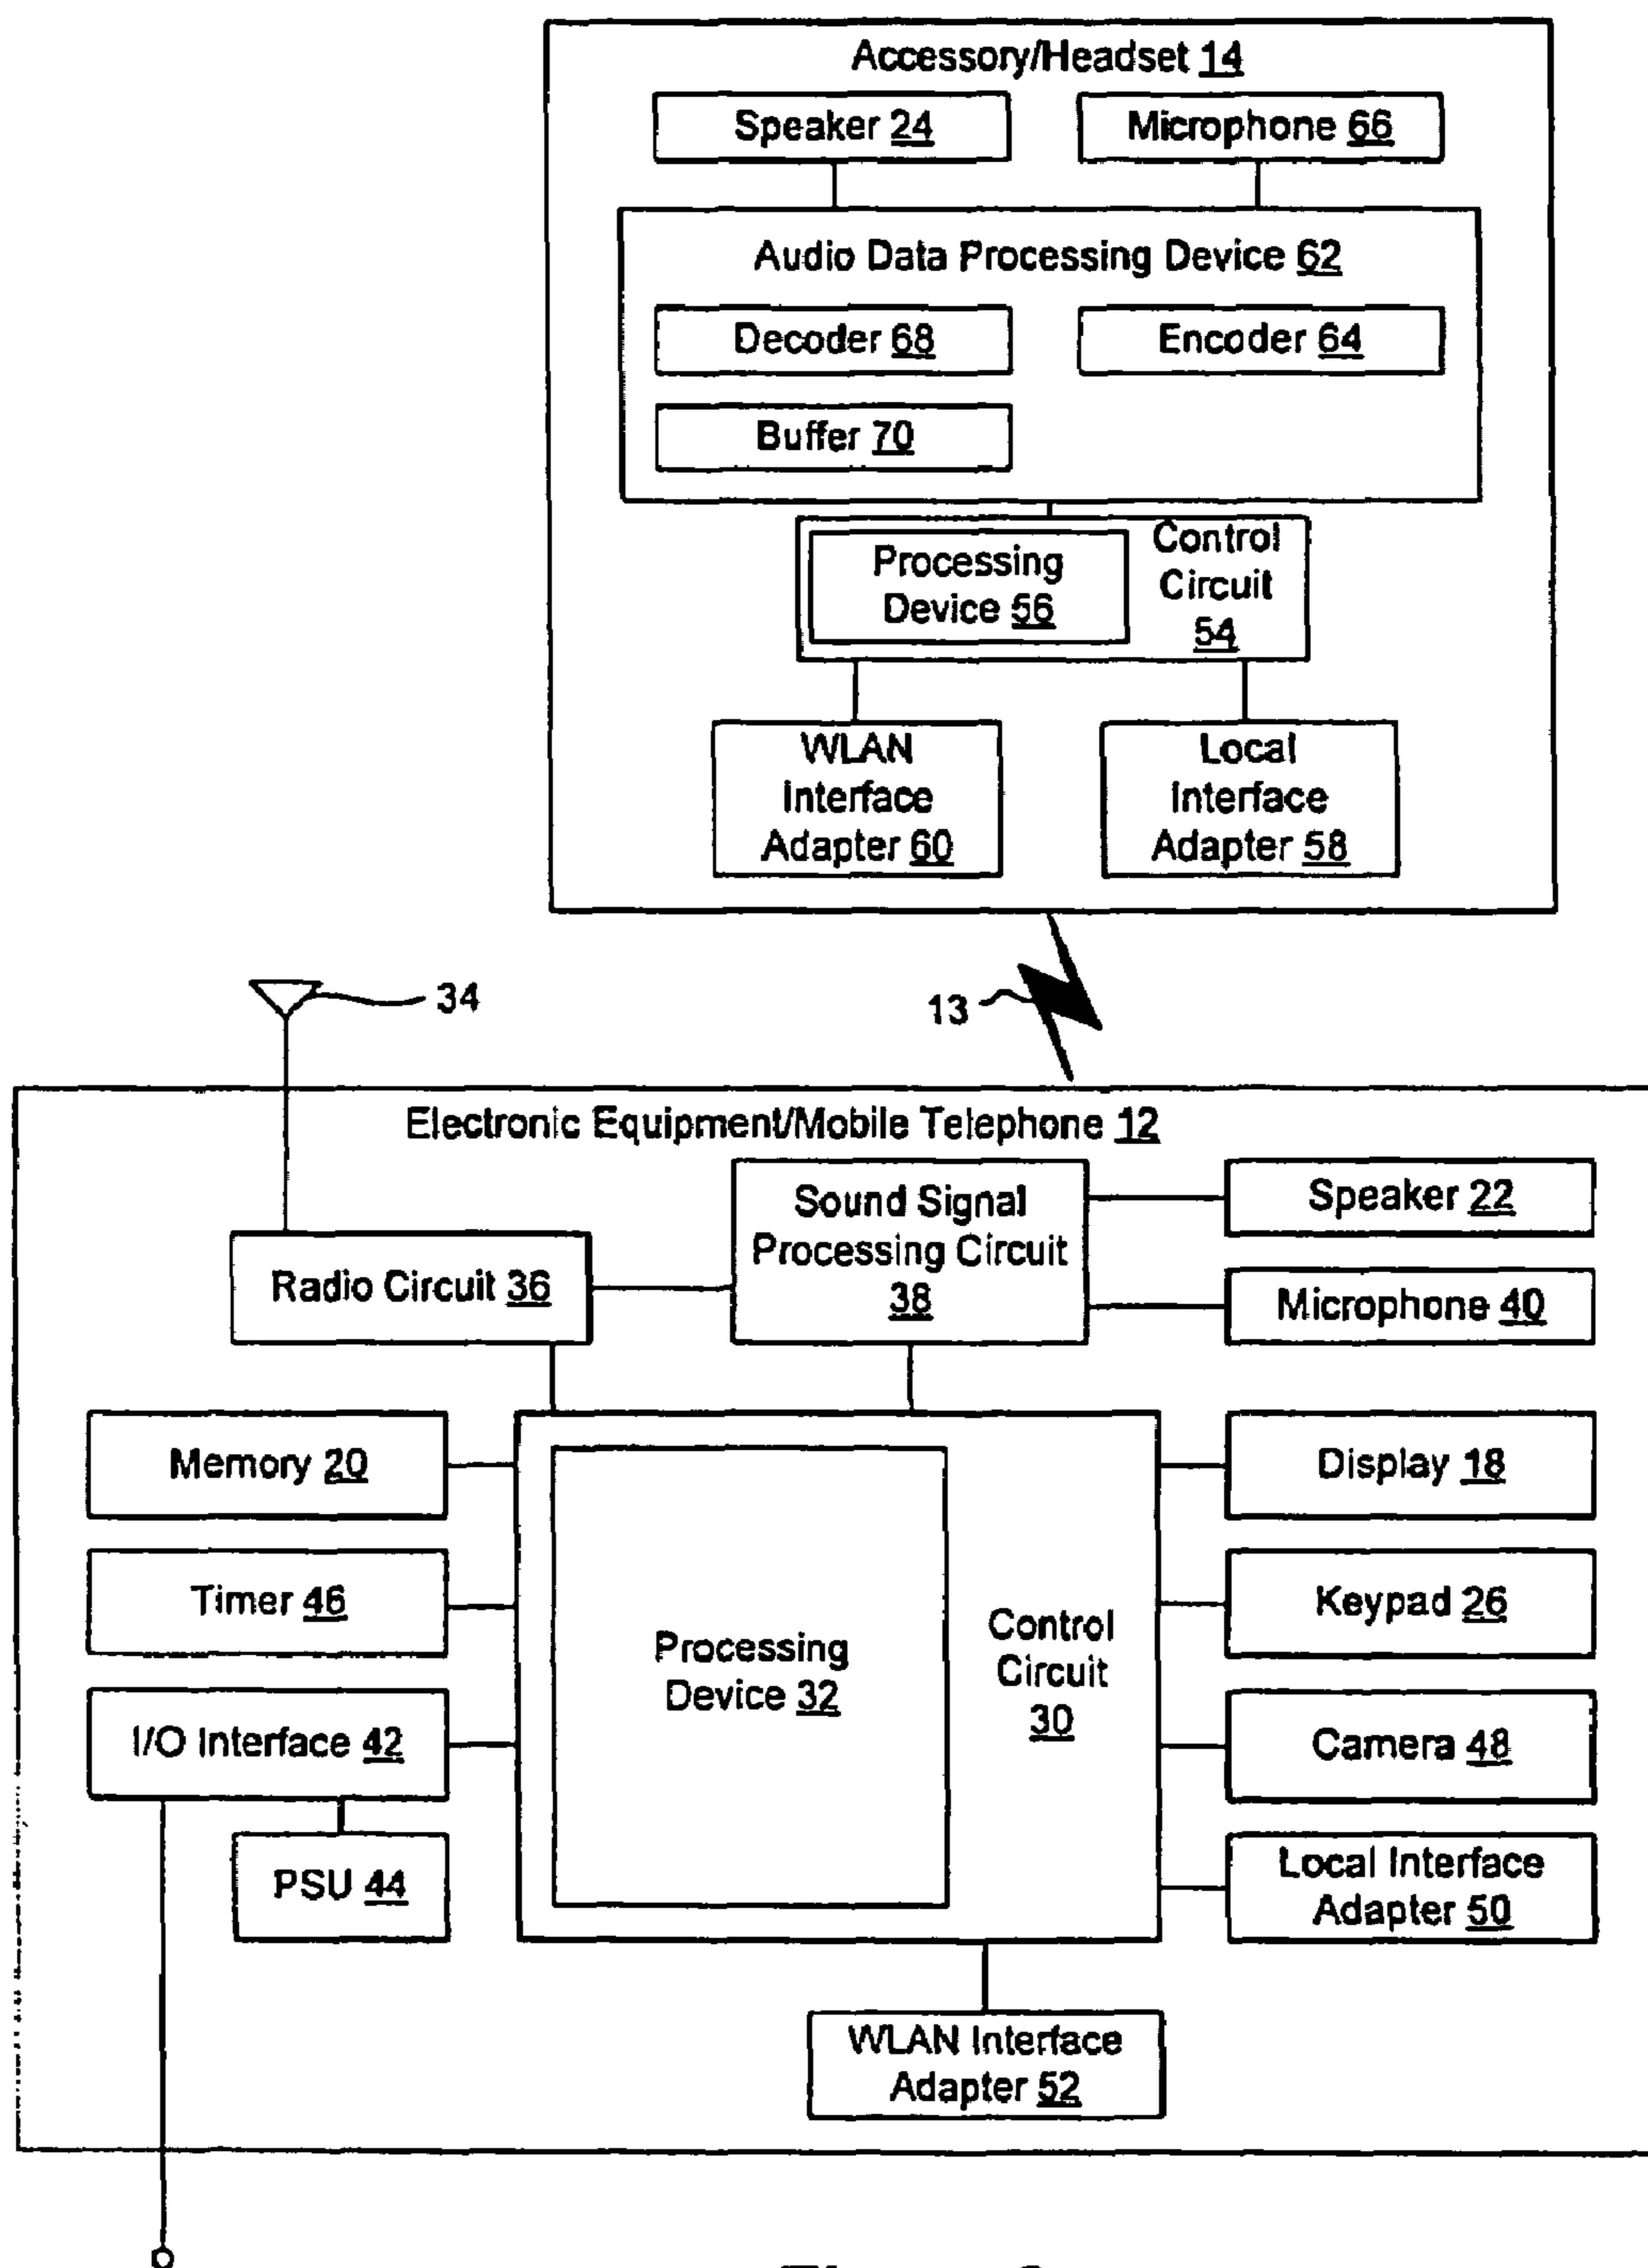 Accessory/Headset 14
Speaker 24
Microphone 66
Audio Data Processing Device 62
Decoder 68
Encoder 64
Buffer 70
Processing
Device 56
Control
Circuit
54
WLAN
Interface
Adapter 60
Local
Interface
Adapter 58
34
13
Electronic Equipment/Mobile Telephone 12
Radio Circuit 36
Sound Signal
Processing Circuit
38
Speaker 22
Microphone 40
Memory 20
Timer 46
I/O Interface 42
PSU 44
Processing
Device 32
Control
Circuit
30
Display 18
Keypad 26
Camera 48
Local Interface
Adapter 50
WLAN Interface
Adapter 52